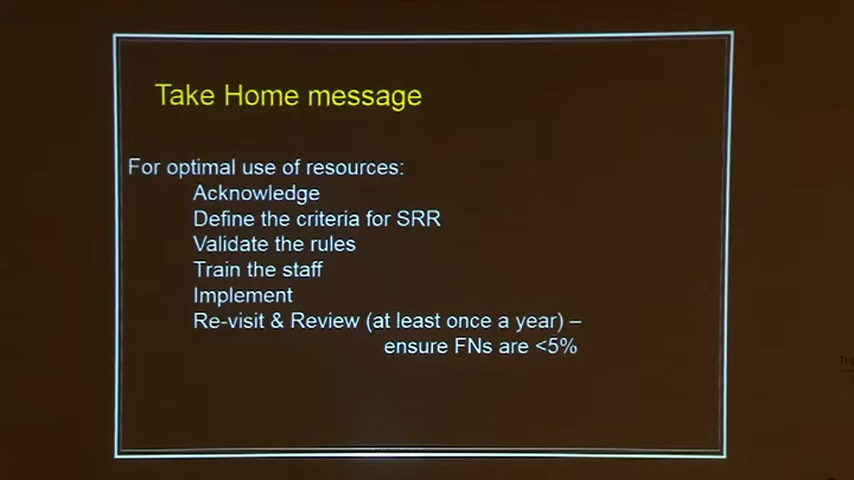 Take Home message
For optimal use of resources:
Acknowledge
Define the criteria for SRR
Validate the rules
Train the staff
Implement
Re-visit & Review (at least once a year) –
ensure FNs are <5%